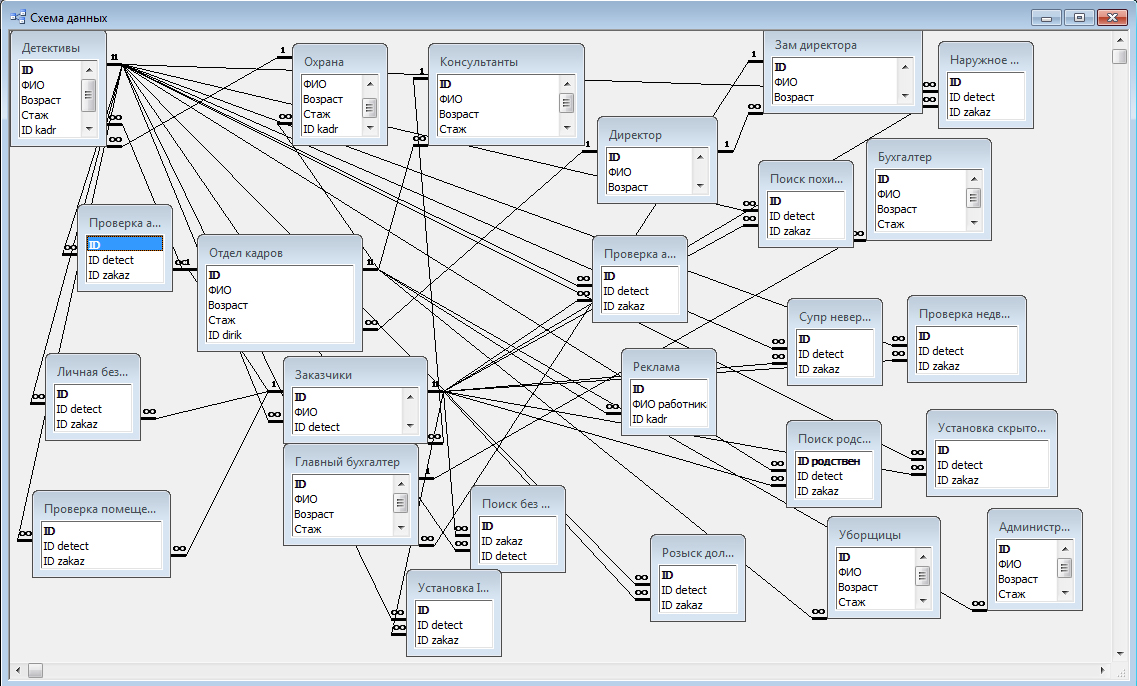 Схема данных
Детективы
ID
ФИО
Возраст
Стаж
ID kadr
Охрана
ФИО
Возраст
Стаж
ID kadr
Консультанты
ID
ФИО
Возраст
Стаж
Зам директора
ID
ФИО
Возраст
Наружное ...
ID
ID detect
ID zakaz
Директор
ID
ФИО
Возраст
Поиск похи...
ID
ID detect
ID zakaz
Бухгалтер
ID
ФИО
Возраст
Стаж
Проверка а...
ID
ID detect
ID zakaz
Отдел кадров
ID
ФИО
Возраст
Стаж
ID dirik
Проверка а...
ID
ID detect
ID zakaz
Супр невер...
ID
ID detect
ID zakaz
Проверка недв...
ID
ID detect
ID zakaz
Личная без...
ID
ID detect
ID zakaz
Заказчики
ID
ФИО
ID detect
Реклама
ID
ФИО работник
ID kadr
Поиск родс...
ID родствен
ID detect
ID zakaz
Установка скрыто...
ID
ID detect
ID zakaz
Главный бухгалтер
ID
ФИО
Возраст
Стаж
Проверка помеще...
ID
ID detect
ID zakaz
Поиск без ...
ID
ID zakaz
ID detect
Розыск дол...
ID
ID detect
ID zakaz
Уборщицы
ID
ФИО
Возраст
Стаж
Администр...
ID
ФИО
Возраст
Стаж
Установка I...
ID
ID detect
ID zakaz